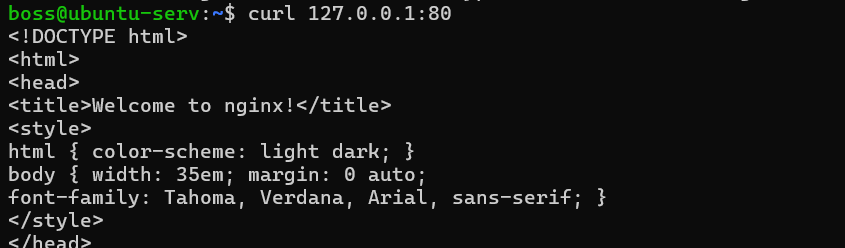 boss@ubuntu-serv:~$ curl 127.0.0.1:80
<!DOCTYPE html>
<html>
<head>
<title>Welcome to nginx!</title>
<style>
html { color-scheme: light dark; }
body { width: 35em; margin: 0 auto;
font-family: Tahoma, Verdana, Arial, sans-serif; }
</style>
</head>